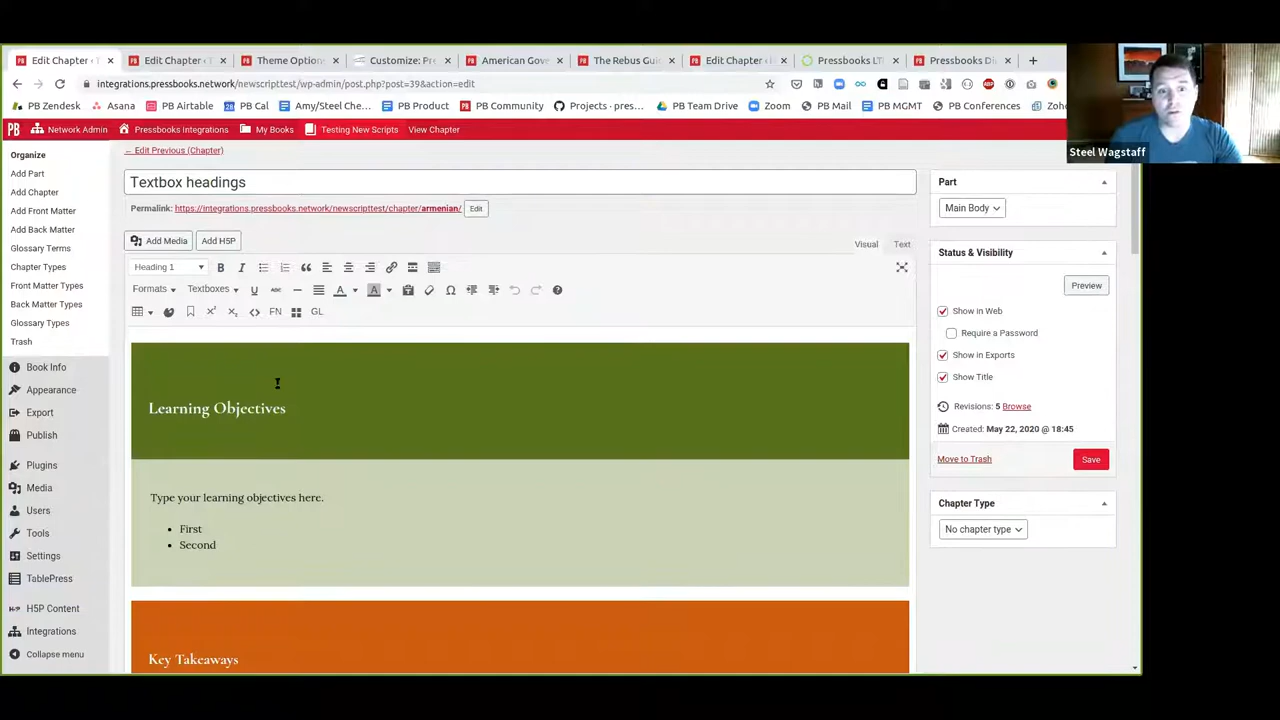 Edit Chapter ‹ T
Edit Chapter ‹ T
Theme Option
Customize: Pr
American Gov
The Rebus Gu
Edit Chapter ‹
Pressbooks LT
Pressbooks Di
integrations.pressbooks.network/newscripttest/wp-admin/post.php?post=39&action=edit
PB Zendesk
Asana
PB Airtable
PB Cal
Amy/Steel Che...
PB Product
PB Community
Projects · pres...
PB Team Drive
Zoom
PB Mail
PB MGMT
PB Conferences
Zoho
Steel Wagstaff
PB
Network Admin
Pressbooks Integrations
My Books
Testing New Scripts
View Chapter
Organize
Add Part
Add Chapter
Add Front Matter
Add Back Matter
Glossary Terms
Chapter Types
Front Matter Types
Back Matter Types
Glossary Types
Trash
Book Info
Appearance
Export
Publish
Plugins
Media
Users
Tools
Settings
TablePress
H5P Content
Integrations
Collapse menu
← Edit Previous (Chapter)
Textbox headings
Permalink: https://integrations.pressbooks.network/newscripttest/chapter/armenian/ Edit
Add Media Add H5P
Visual Text
Heading 1
B I
Formats Textboxes U ABC A A Ω
X² X₂ FN GL
Learning Objectives
Type your learning objectives here.
First
Second
Key Takeaways
Part
Main Body
Status & Visibility
Preview
Show in Web
Require a Password
Show in Exports
Show Title
Revisions: 5 Browse
Created: May 22, 2020 @ 18:45
Move to Trash Save
Chapter Type
No chapter type